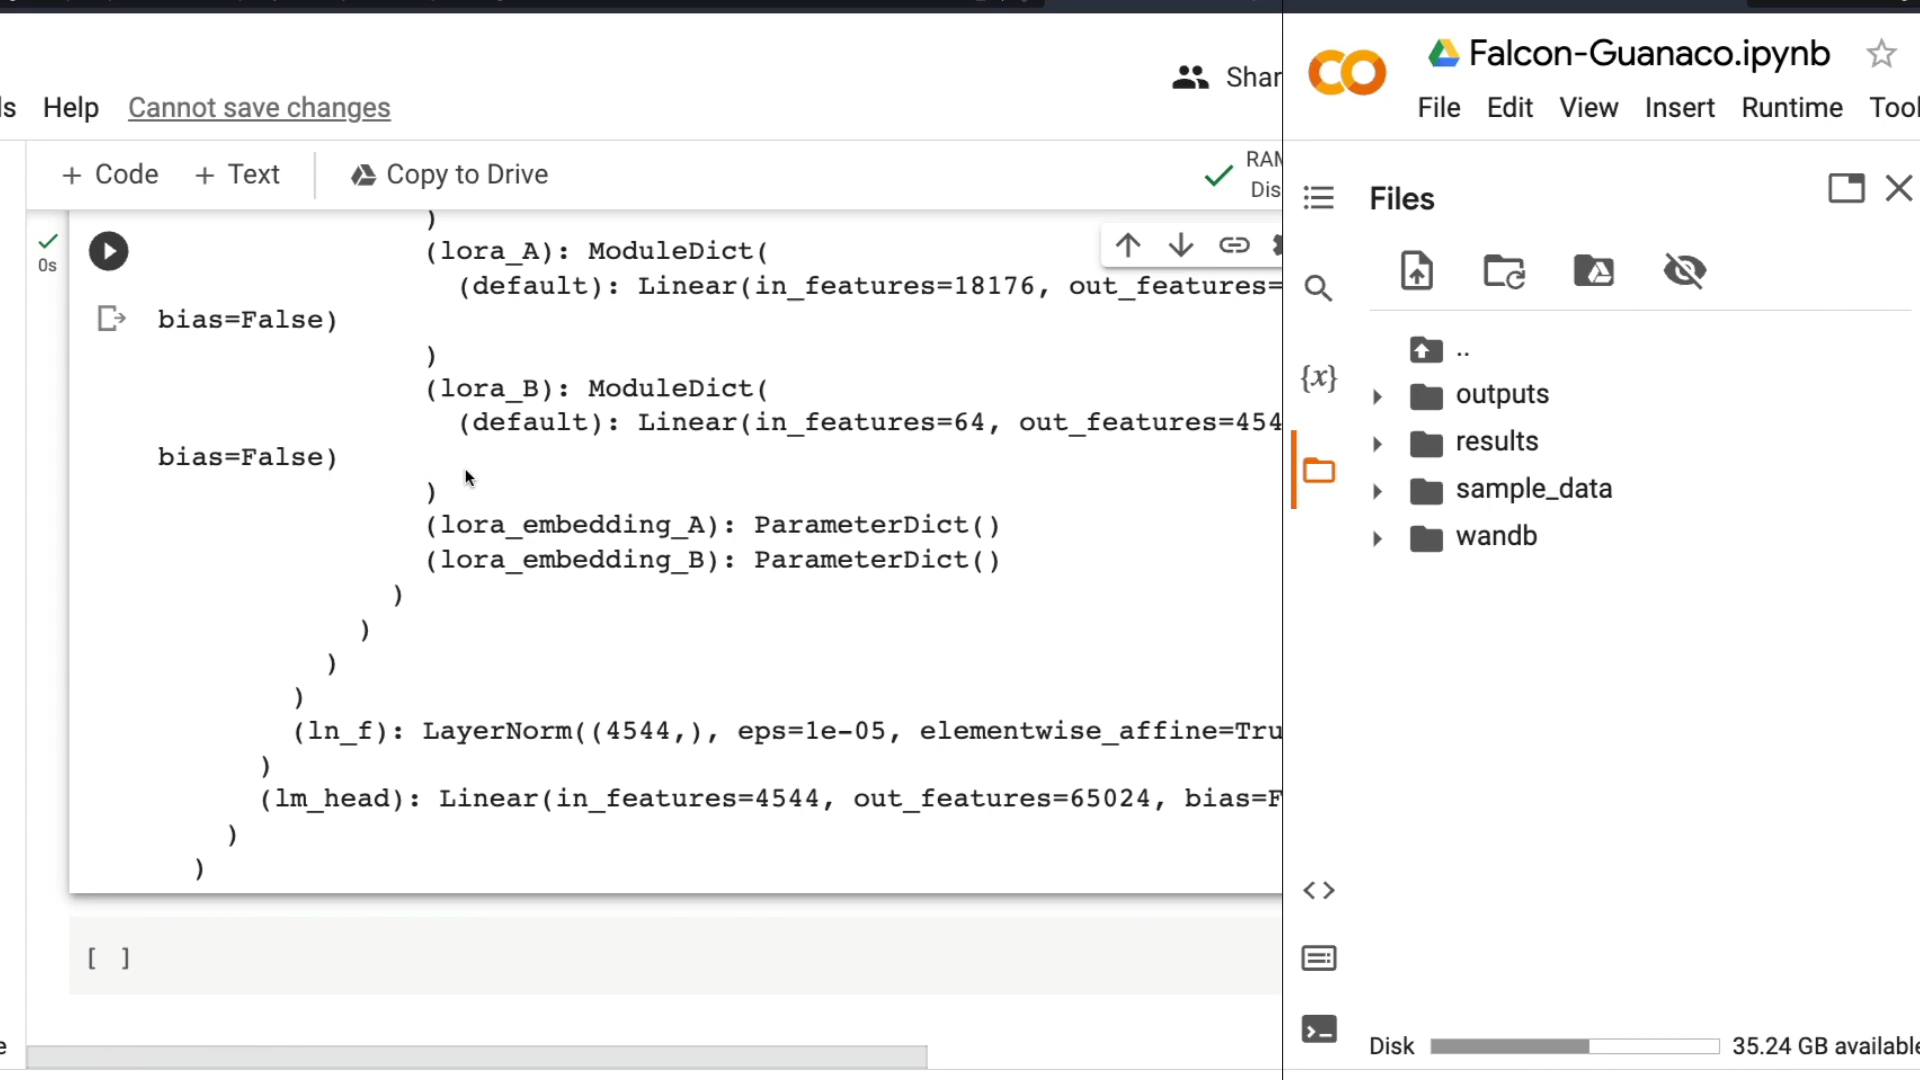 Shar
Help Cannot save changes
+ Code + Text Copy to Drive
RAM
Dis
0s
)
(lora_A): ModuleDict(
(default): Linear(in_features=18176, out_features=
bias=False)
)
(lora_B): ModuleDict(
(default): Linear(in_features=64, out_features=454
bias=False)
)
(lora_embedding_A): ParameterDict()
(lora_embedding_B): ParameterDict()
)
)
)
)
(ln_f): LayerNorm((4544,), eps=1e-05, elementwise_affine=Tru
)
(lm_head): Linear(in_features=4544, out_features=65024, bias=F
)
)
[ ]
Falcon-Guanaco.ipynb
File Edit View Insert Runtime Tool
Files
{x}
..
outputs
results
sample_data
wandb
<>
Disk 35.24 GB available